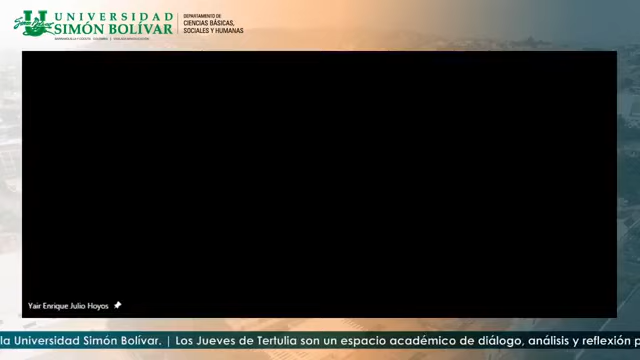 UNIVERSIDAD
SIMÓN BOLÍVAR
DEPARTAMENTO DE
CIENCIAS BÁSICAS,
SOCIALES Y HUMANAS
Yair Enrique Julio Hoyos
la Universidad Simón Bolívar. | Los Jueves de Tertulia son un espacio académico de diálogo, análisis y reflexión p